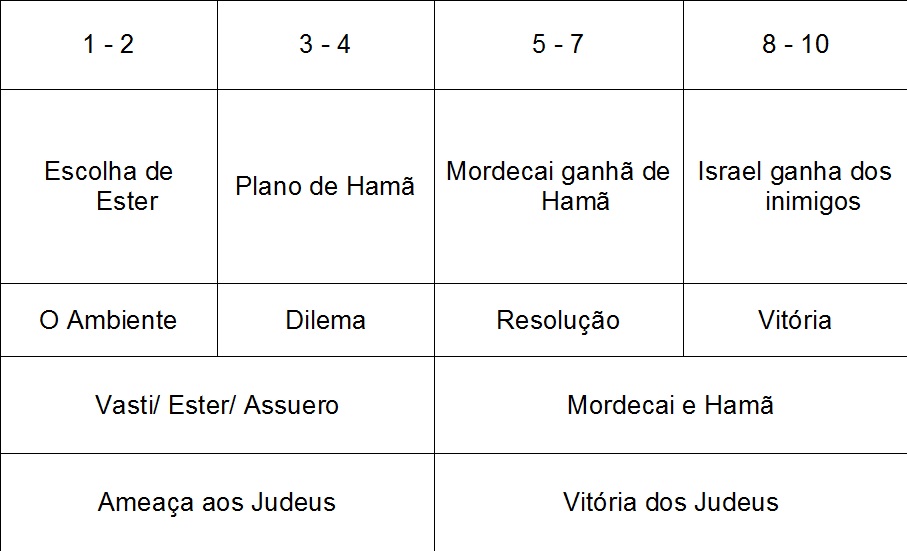 1 - 2
3 - 4
5 - 7
8 - 10
Escolha de
Ester
Plano de Hamã
Mordecai ganhã de
Hamã
Israel ganha dos
inimigos
O Ambiente
Dilema
Resolução
Vitória
Vasti/ Ester/ Assuero
Mordecai e Hamã
Ameaça aos Judeus
Vitória dos Judeus